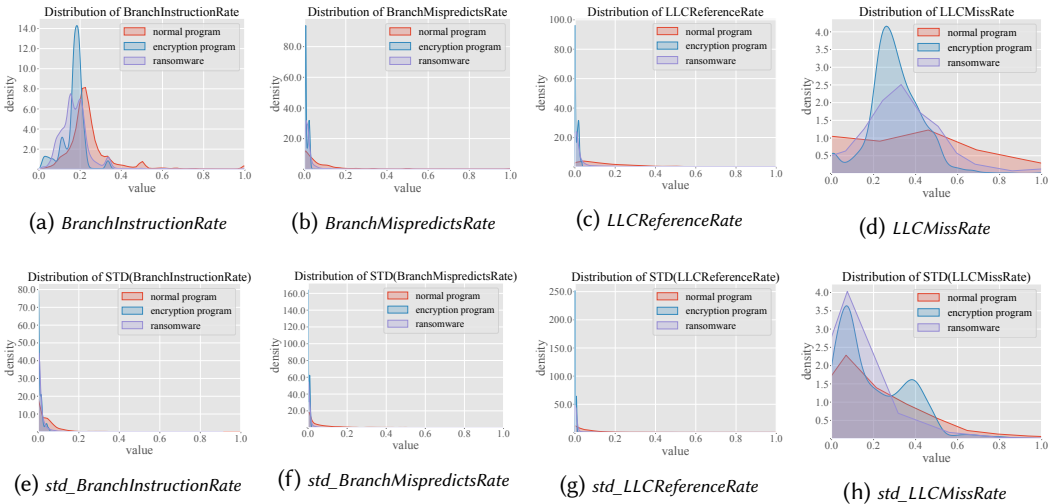 Distribution of BranchInstructionRate
14.0
12.0
10.0
8.0
6.0
4.0
2.0
density
normal program
encryption program
ransomware
0.0 0.2 0.4 0.6 0.8 1.0
value
(a) BranchInstructionRate
Distribution of BranchMispredictsRate
80.0
60.0
40.0
20.0
density
normal program
encryption program
ransomware
0.0 0.2 0.4 0.6 0.8 1.0
value
(b) BranchMispredictsRate
Distribution of LLCReferenceRate
100.0
80.0
60.0
40.0
20.0
density
normal program
encryption program
ransomware
0.0 0.2 0.4 0.6 0.8 1.0
value
(c) LLCReferenceRate
Distribution of LLCMissRate
4.0
3.5
3.0
2.5
2.0
1.5
1.0
0.5
density
normal program
encryption program
ransomware
0.0 0.2 0.4 0.6 0.8 1.0
value
(d) LLCMissRate
Distribution of STD(BranchInstructionRate)
80.0
70.0
60.0
50.0
40.0
30.0
20.0
10.0
density
normal program
encryption program
ransomware
0.0 0.2 0.4 0.6 0.8 1.0
value
(e) std_BranchInstructionRate
Distribution of STD(BranchMispredictsRate)
160.0
140.0
120.0
100.0
80.0
60.0
40.0
20.0
density
normal program
encryption program
ransomware
0.0 0.2 0.4 0.6 0.8 1.0
value
(f) std_BranchMispredictsRate
Distribution of STD(LLCReferenceRate)
250.0
200.0
150.0
100.0
50.0
density
normal program
encryption program
ransomware
0.0 0.2 0.4 0.6 0.8 1.0
value
(g) std_LLCReferenceRate
Distribution of STD(LLCMissRate)
4.0
3.5
3.0
2.5
2.0
1.5
1.0
0.5
density
normal program
encryption program
ransomware
0.0 0.2 0.4 0.6 0.8 1.0
value
(h) std_LLCMissRate